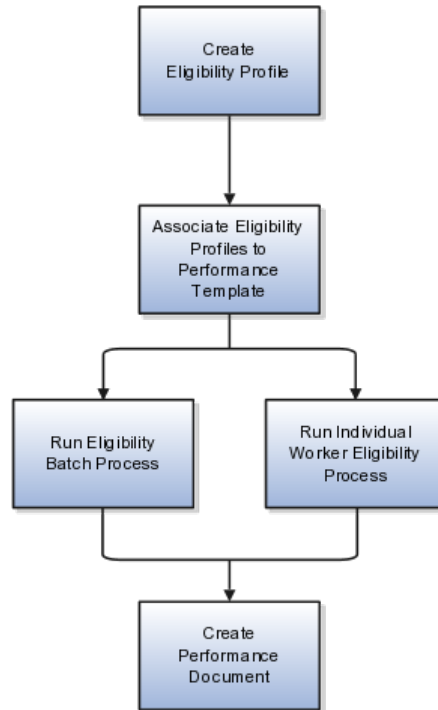 Create
Eligibility Profile
Associate Eligibility
Profiles to
Performance
Template
Run Eligibility
Batch Process
Run Individual
Worker Eligibility
Process
Create
Performance
Document